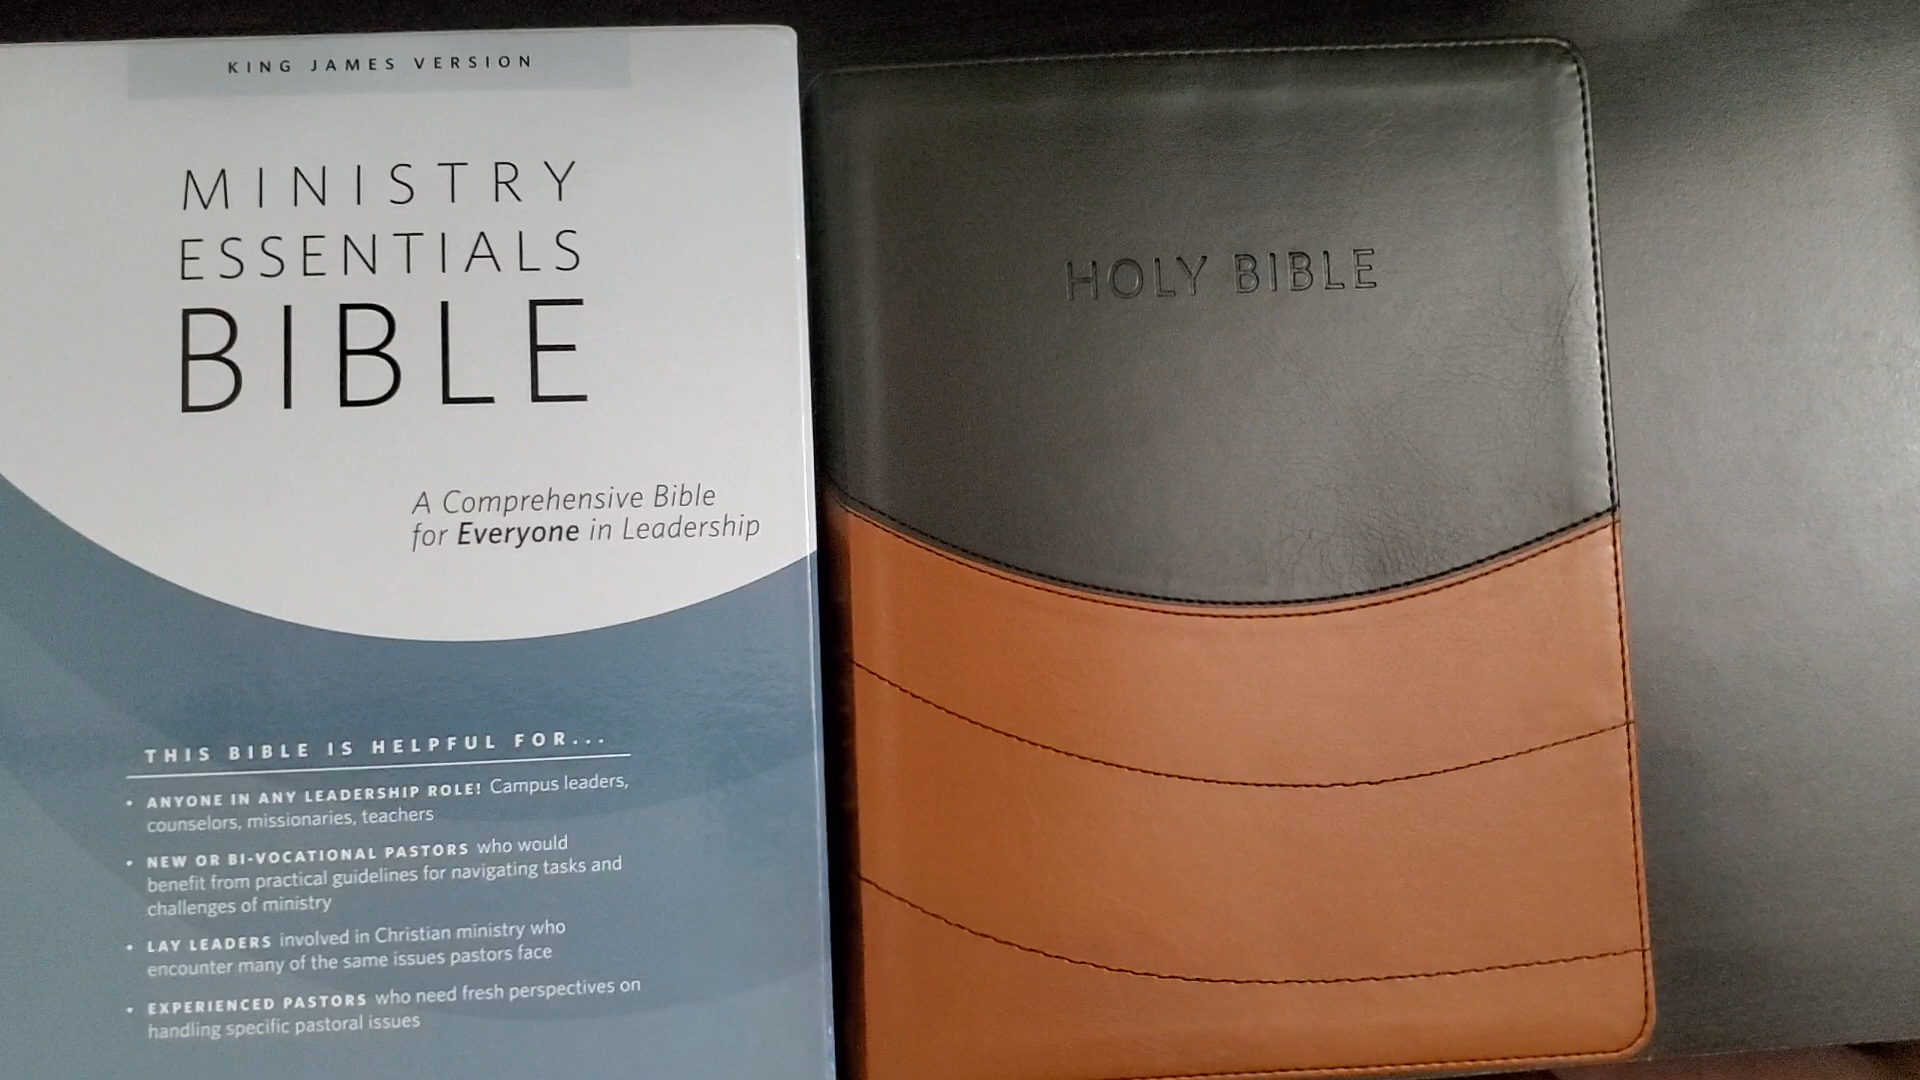 KING JAMES VERSION
MINISTRY
ESSENTIALS
BIBLE
A Comprehensive Bible
for Everyone in Leadership
THIS BIBLE IS HELPFUL FOR...
• ANYONE IN ANY LEADERSHIP ROLE! Campus leaders,
counselors, missionaries, teachers
• NEW OR BI-VOCATIONAL PASTORS who would
benefit from practical guidelines for navigating tasks and
challenges of ministry
• LAY LEADERS involved in Christian ministry who
encounter many of the same issues pastors face
• EXPERIENCED PASTORS who need fresh perspectives on
handling specific pastoral issues
HOLY BIBLE